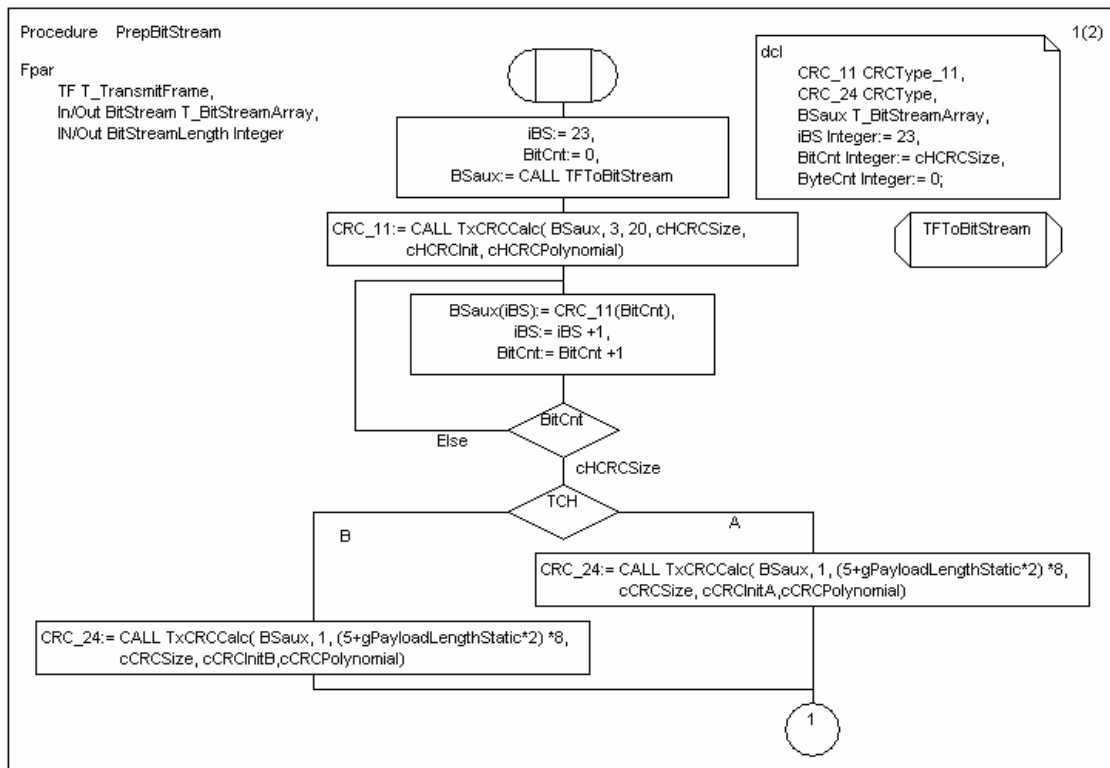 Procedure PrepBitStream
1(2)
Fpar
TF T_TransmitFrame,
In/Out BitStream T_BitStreamArray,
IN/Out BitStreamLength Integer
dcl
CRC_11 CRCType_11,
CRC_24 CRCType,
BSaux T_BitStreamArray,
iBS Integer:= 23,
BitCnt Integer:= cHCRCSize,
ByteCnt Integer:= 0;
iBS:= 23,
BitCnt:= 0,
BSaux:= CALL TFToBitStream
TFToBitStream
CRC_11:= CALL TxCRCCalc( BSaux, 3, 20, cHCRCSize,
cHCRCInit, cHCRCPolynomial)
BSaux(iBS):= CRC_11(BitCnt),
iBS:= iBS +1,
BitCnt:= BitCnt +1
BitCnt
Else
cHCRCSize
TCH
B
A
CRC_24:= CALL TxCRCCalc( BSaux, 1, (5+gPayloadLengthStatic*2) *8,
cCRCSize, cCRCInitA,cCRCPolynomial)
CRC_24:= CALL TxCRCCalc( BSaux, 1, (5+gPayloadLengthStatic*2) *8,
cCRCSize, cCRCInitB,cCRCPolynomial)
1